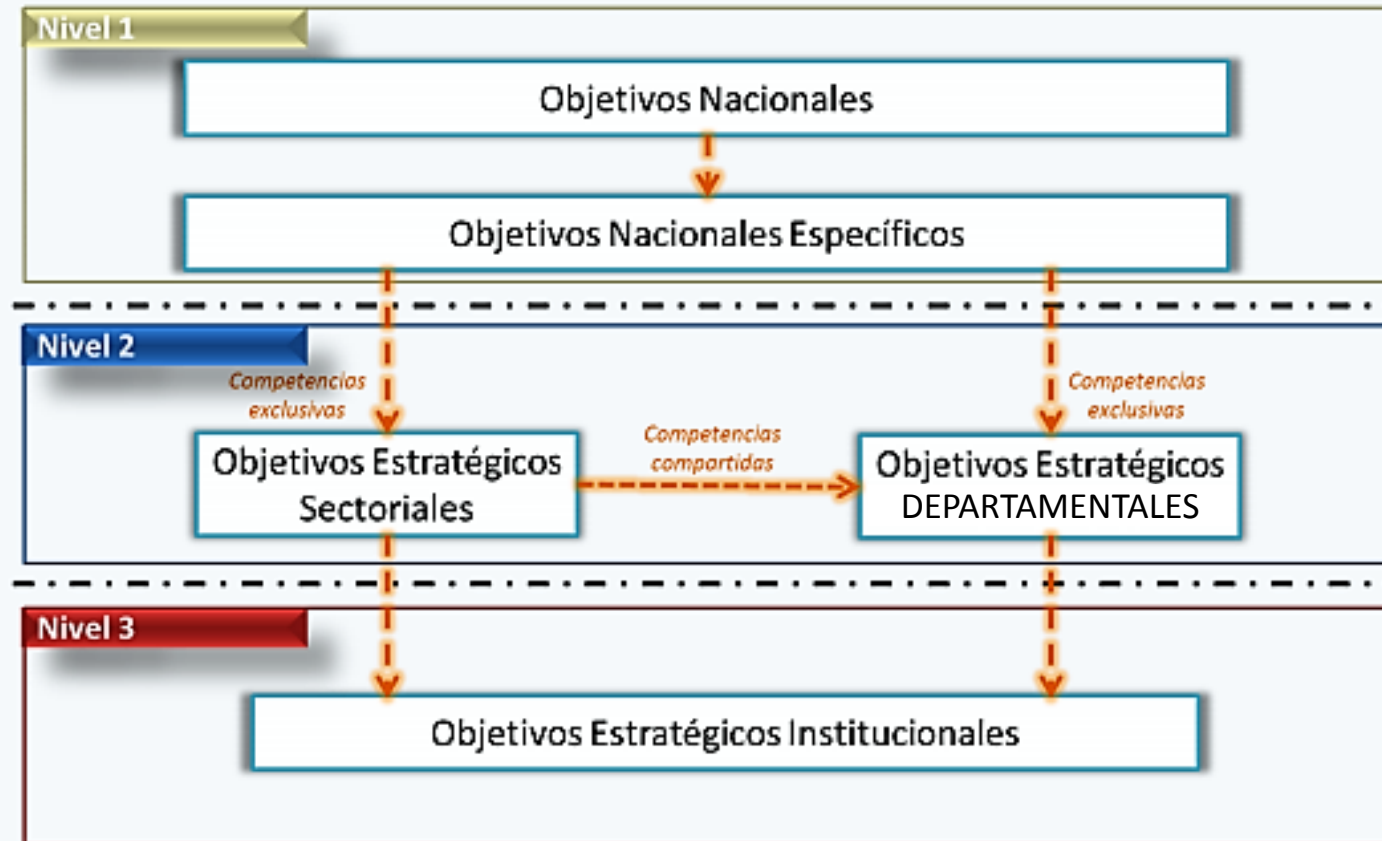 Nivel 1
Objetivos Nacionales
Objetivos Nacionales Específicos
Nivel 2
Competencias
exclusivas
Competencias
exclusivas
Competencias
compartidas
Objetivos Estratégicos
Sectoriales
Objetivos Estratégicos
DEPARTAMENTALES
Nivel 3
Objetivos Estratégicos Institucionales